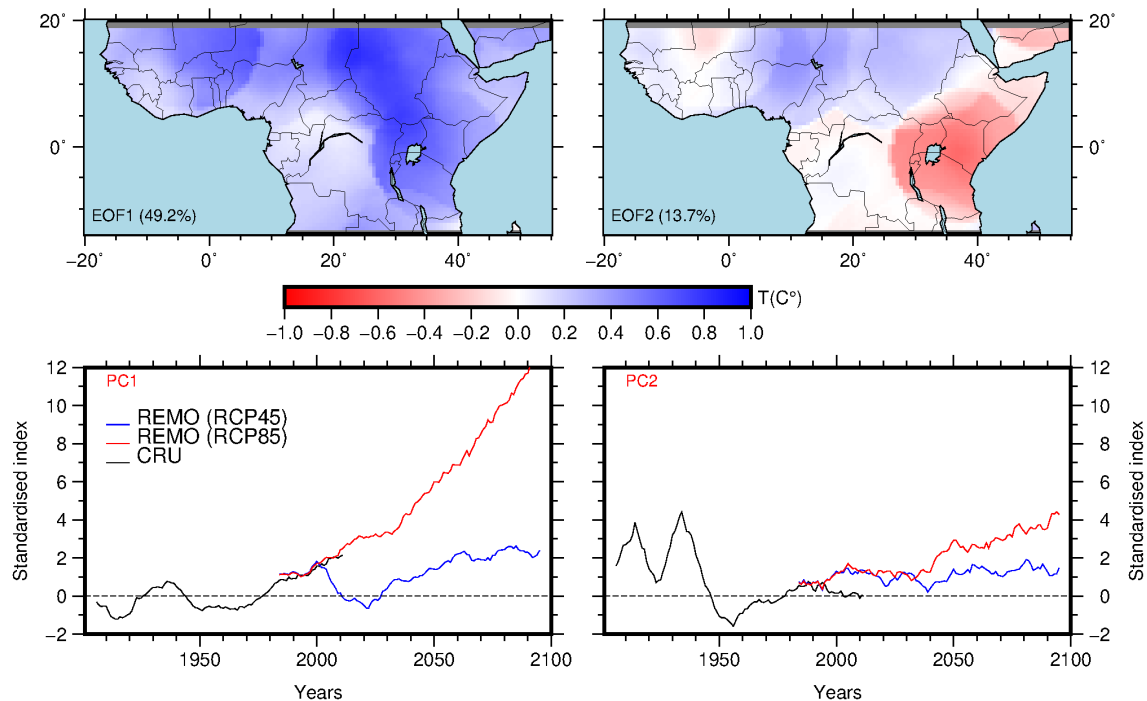 20˚
0˚
0˚
EOF1 (49.2%)
EOF2 (13.7%)
−20˚ 0˚ 20˚ 40˚
−20˚ 0˚ 20˚ 40˚
T(C°)
−1.0 −0.8 −0.6 −0.4 −0.2 0.0 0.2 0.4 0.6 0.8 1.0
20˚
Standardised index
12
10
8
6
4
2
0
−2
PC1
REMO (RCP45)
REMO (RCP85)
CRU
1950 2000 2050 2100
Years
PC2
12
10
8
6
4
2
0
−2
Standardised index
1950 2000 2050 2100
Years